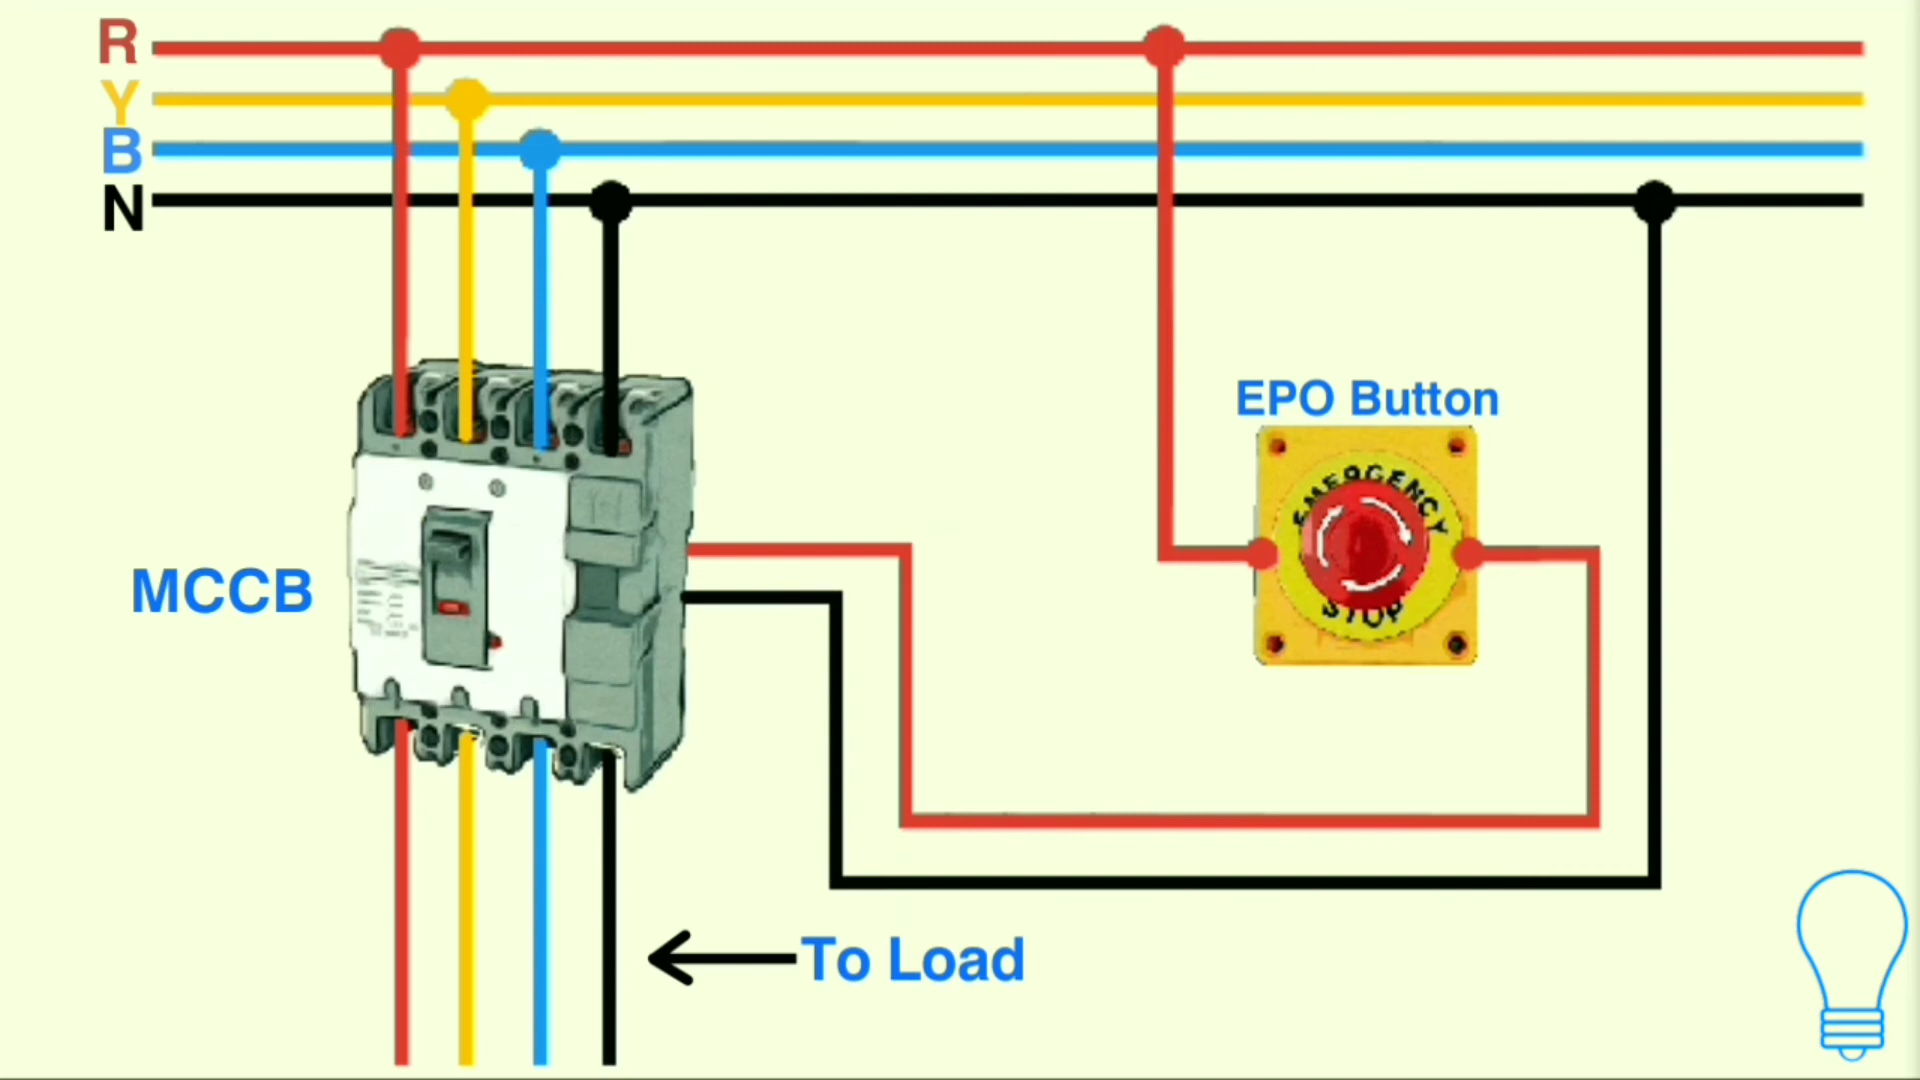 R
Y
B
N
EPO Button
EMERGENCY
STOP
MCCB
To Load